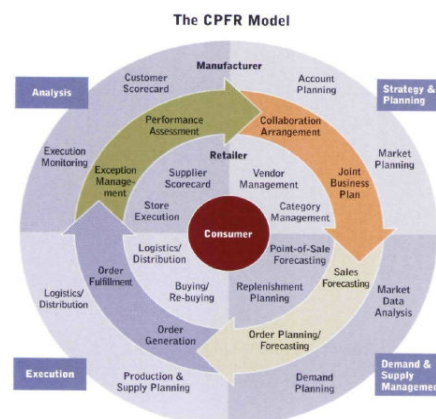 The CPFR Model
Manufacturer
Analysis
Customer
Scorecard
Account
Planning
Strategy &
Planning
Performance
Assessment
Collaboration
Arrangement
Execution
Monitoring
Exception
Manage-
ment
Retailer
Supplier
Scorecard
Vendor
Management
Joint
Business
Plan
Market
Planning
Store
Execution
Category
Management
Consumer
Logistics/
Distribution
Point-of-Sale
Forecasting
Order
Fulfillment
Sales
Forecasting
Logistics/
Distribution
Buying/
Re-buying
Replenishment
Planning
Market
Data
Analysis
Order
Generation
Order Planning/
Forecasting
Execution
Production &
Supply Planning
Demand
Planning
Demand &
Supply
Management